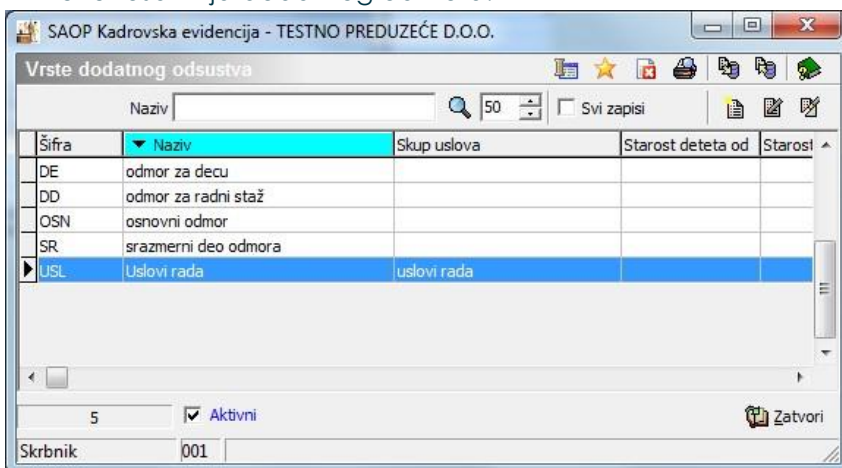 SAOP Kadrovska evidencija - TESTNO PREDUZEĆE D.O.O.
Vrste dodatnog odsustva
Naziv 50 Svi zapisi
Šifra Naziv Skup uslova Starost deteta od Starost
DE odmor za decu
DD odmor za radni staž
OSN osnovni odmor
SR srazmerni deo odmora
USL Uslovi rada uslovi rada
5 Aktivni Zatvori
Skrbnik 001